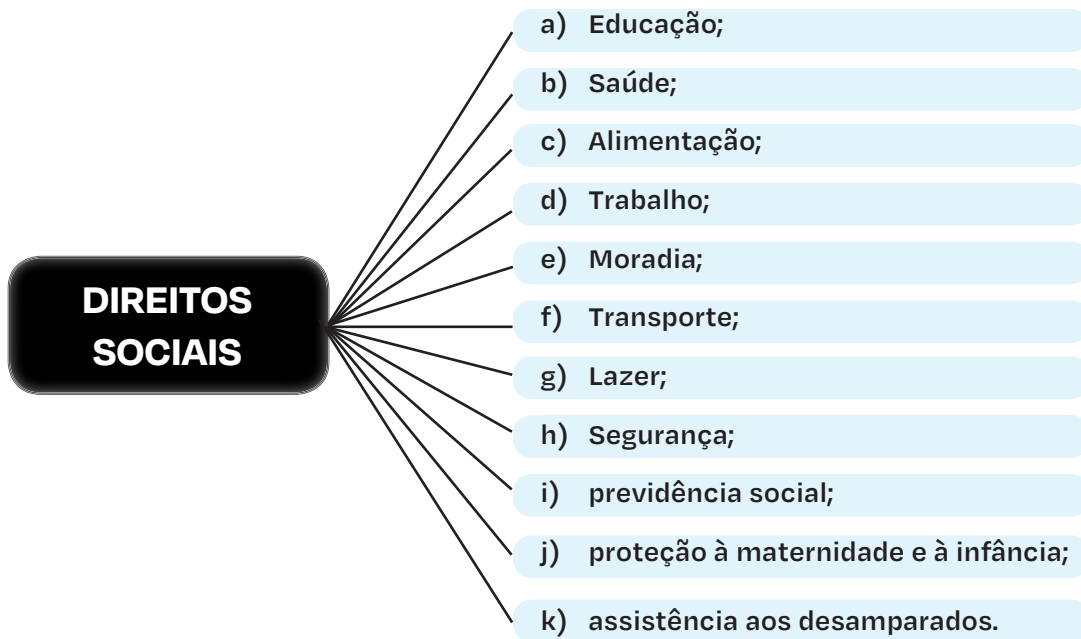 DIREITOS
SOCIAIS
a) Educação;
b) Saúde;
c) Alimentação;
d) Trabalho;
e) Moradia;
f) Transporte;
g) Lazer;
h) Segurança;
i) previdência social;
j) proteção à maternidade e à infância;
k) assistência aos desamparados.